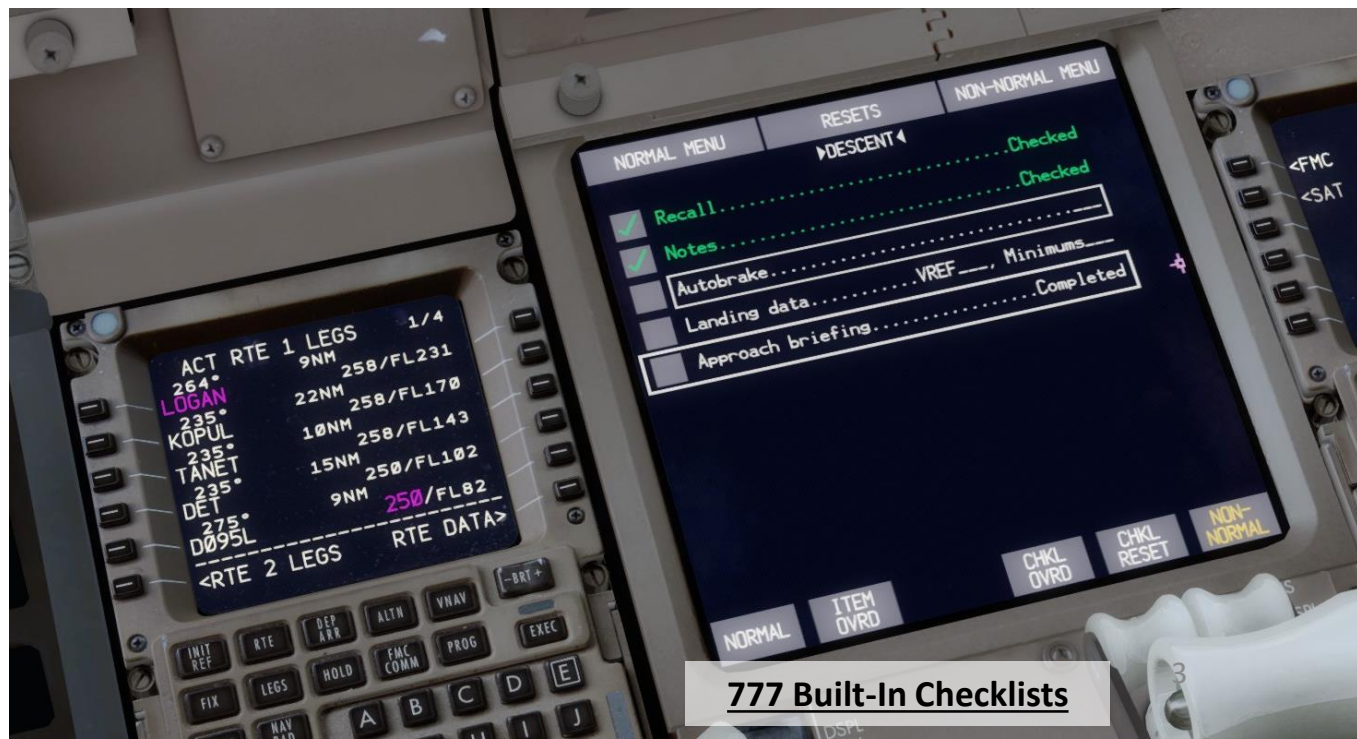 NORMAL MENU
RESETS
NON-NORMAL MENU
▶DESCENT◀
Recall....................Checked
Notes.....................Checked
Autobrake.................___
Landing data...........VREF___, Minimums___
Approach briefing.................Completed
NORMAL
ITEM
OVRD
CHKL
OVRD
CHKL
RESET
NON-
NORMAL
ACT RTE 1 LEGS 1/4
264° 9NM
LOGAN 258/FL231
235° 22NM
KOPUL 258/FL170
235° 10NM
TANET 258/FL143
235° 15NM
DET 250/FL102
275° 9NM
D095L 250/FL82
<RTE 2 LEGS RTE DATA>
-BRT+
INIT
REF
RTE
DEP
ARR
ALTN
VNAV
FIX
LEGS
HOLD
FMC
COMM
PROG
EXEC
NAV
RAD
A B C D E
I J
<FMC
<SAT
3
DSPL
777 Built-In Checklists